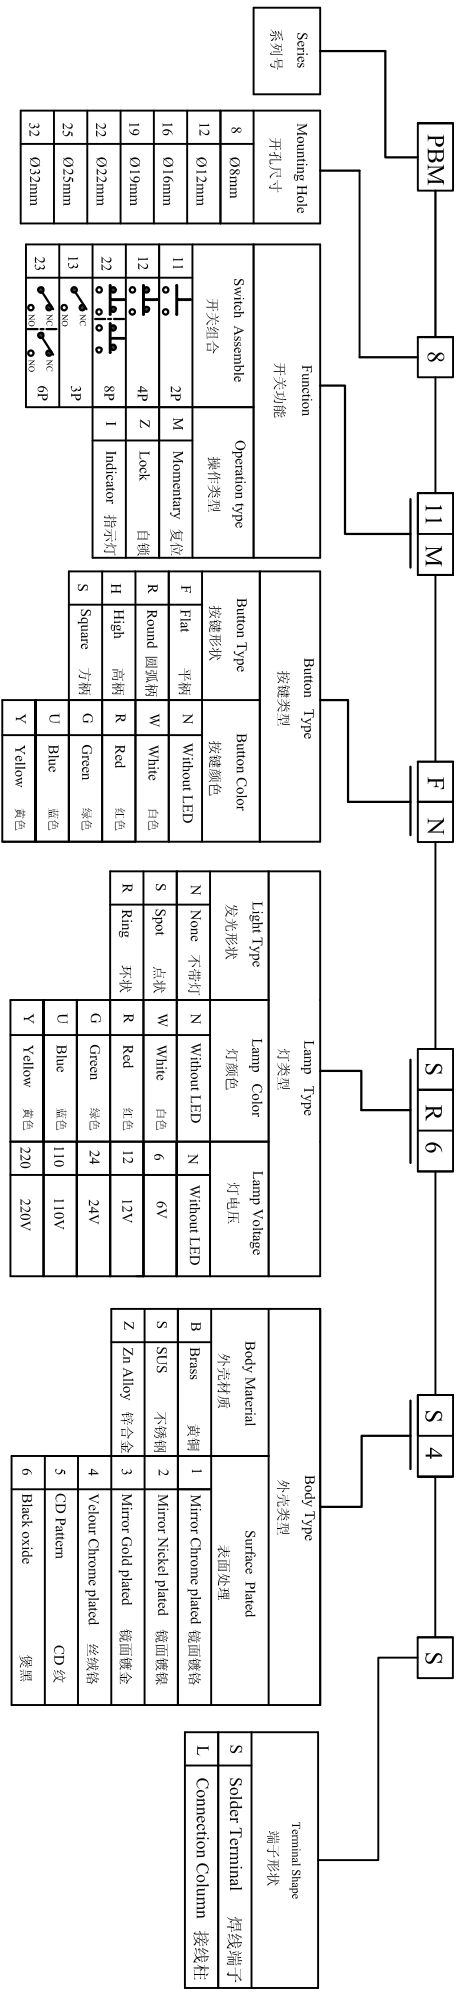 PBM 8 11 M F N S R 6 S 4 S
Series
系列号
Mounting Hole
开孔尺寸
8 Ø8mm
12 Ø12mm
16 Ø16mm
19 Ø19mm
22 Ø22mm
25 Ø25mm
32 Ø32mm
Function
开关功能
Switch Assemble
开关组合
11 2P
12 4P
22 8P
13 NC NO 3P
23 NC NO NC NO 6P
Operation type
操作类型
M Momentary 复位
Z Lock 自锁
I Indicator 指示灯
Button Type
按键类型
Button Type
按键形状
F Flat 平柄
R Round 圆弧柄
H High 高柄
S Square 方柄
Button Color
按键颜色
N Without LED
W White 白色
R Red 红色
G Green 绿色
U Blue 蓝色
Y Yellow 黄色
Lamp Type
灯类型
Light Type
发光形状
N None 不带灯
S Spot 点状
R Ring 环状
Lamp Color
灯颜色
N Without LED
W White 白色
R Red 红色
G Green 绿色
U Blue 蓝色
Y Yellow 黄色
Lamp Voltage
灯电压
N Without LED
6 6V
12 12V
24 24V
110 110V
220 220V
Body Type
外壳类型
Body Material
外壳材质
B Brass 黄铜
S SUS 不锈钢
Z Zn Alloy 锌合金
Surface Plated
表面处理
1 Mirror Chrome plated 镜面镀铬
2 Mirror Nickel plated 镜面镀镍
3 Mirror Gold plated 镜面镀金
4 Velour Chrome plated 丝绒铬
5 CD Pattern CD 纹
6 Black oxide 煲黑
Terminal Shape
端子形状
S Solder Terminal 焊线端子
L Connection Column 接线柱